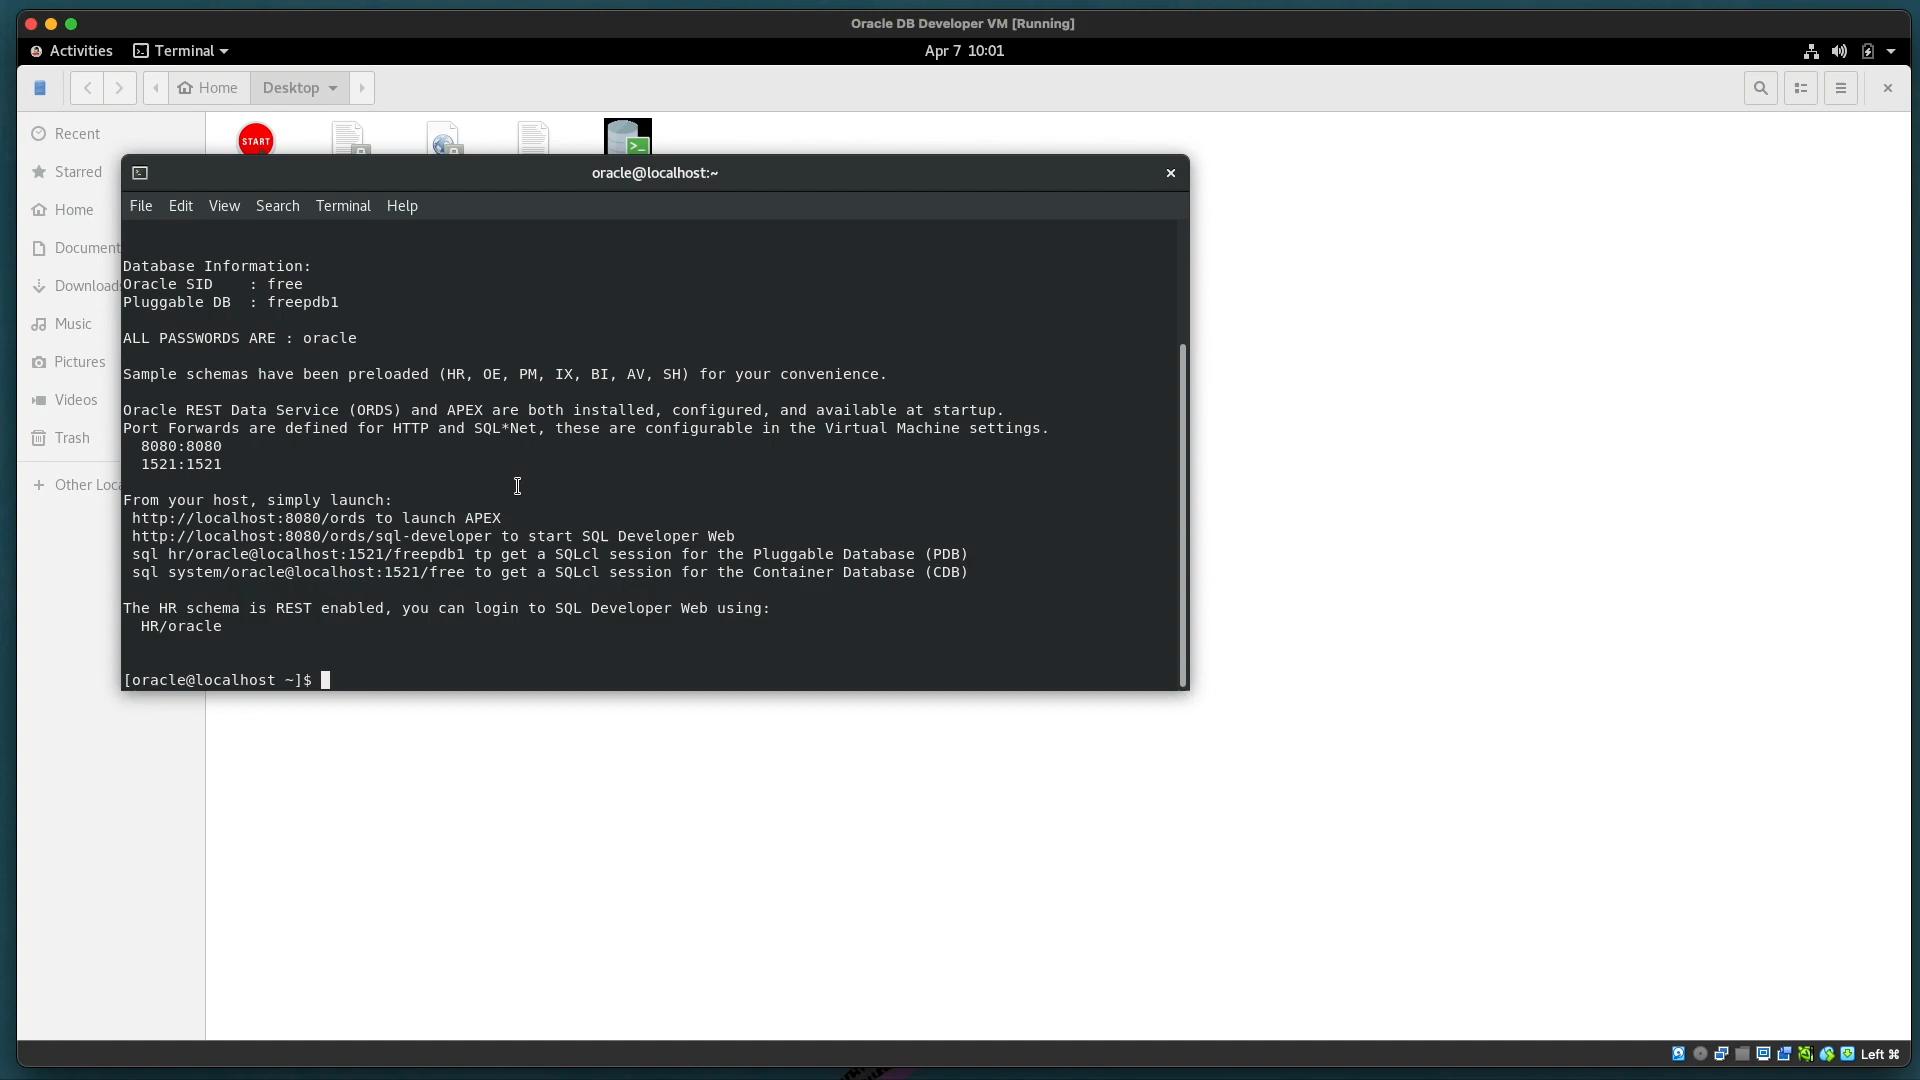 Oracle DB Developer VM [Running]
Activities
Terminal
Apr 7 10:01
Home
Desktop
Recent
Starred
Home
Document
Download
Music
Pictures
Videos
Trash
+ Other Loca
START
oracle@localhost:~
File Edit View Search Terminal Help
Database Information:
Oracle SID    : free
Pluggable DB  : freepdb1
ALL PASSWORDS ARE : oracle
Sample schemas have been preloaded (HR, OE, PM, IX, BI, AV, SH) for your convenience.
Oracle REST Data Service (ORDS) and APEX are both installed, configured, and available at startup.
Port Forwards are defined for HTTP and SQL*Net, these are configurable in the Virtual Machine settings.
8080:8080
1521:1521
From your host, simply launch:
http://localhost:8080/ords to launch APEX
http://localhost:8080/ords/sql-developer to start SQL Developer Web
sql hr/oracle@localhost:1521/freepdb1 tp get a SQLcl session for the Pluggable Database (PDB)
sql system/oracle@localhost:1521/free to get a SQLcl session for the Container Database (CDB)
The HR schema is REST enabled, you can login to SQL Developer Web using:
HR/oracle
[oracle@localhost ~]$
Left ⌘